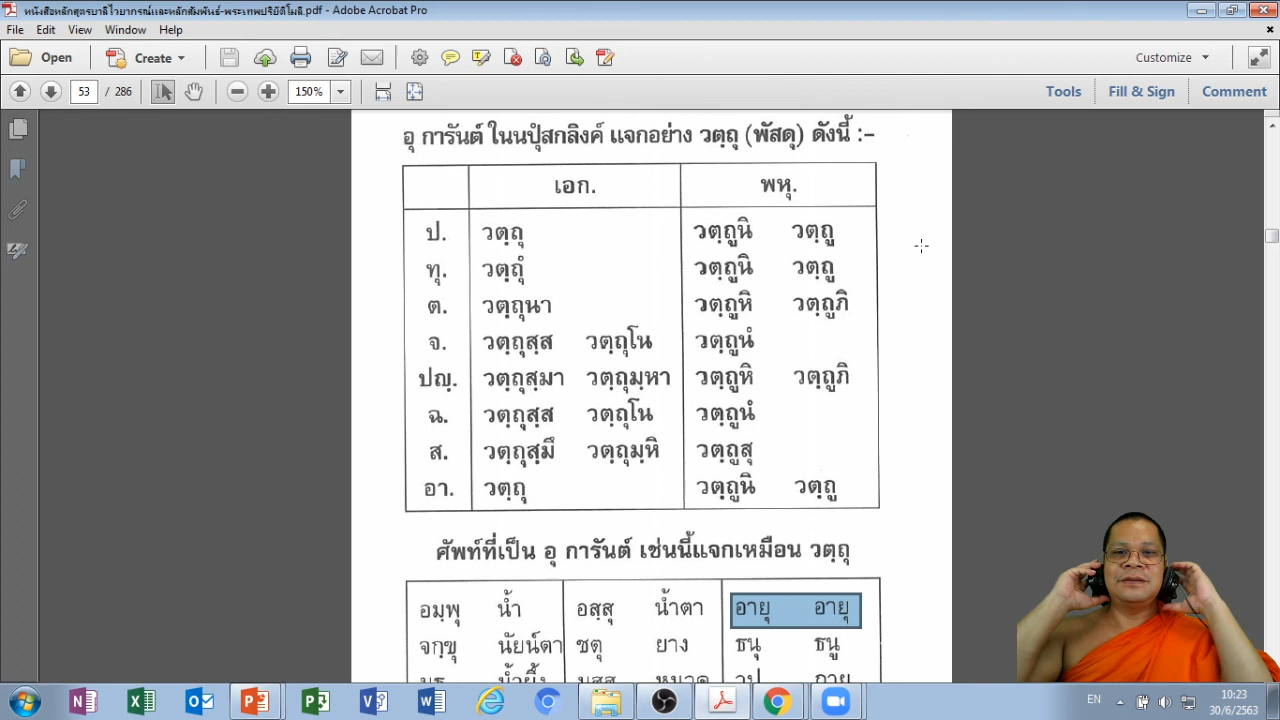 หนังสือหลักสูตรบาลีไวยากรณ์และหลักสัมพันธ์-พระเทพปริยัติโมลี.pdf - Adobe Acrobat Pro
File Edit View Window Help
Open Create Customize
53 / 286 150% Tools Fill & Sign Comment
อุ การันต์ ในนปุํสกลิงค์ แจกอย่าง วตฺถุ (พัสดุ) ดังนี้ :-
เอก. พหุ.
ป. วตฺถุ วตฺถูนิ วตฺถู
ทุ. วตฺถุํ วตฺถูนิ วตฺถู
ต. วตฺถุนา วตฺถูหิ วตฺถูภิ
จ. วตฺถุสฺส วตฺถุโน วตฺถูนํ
ปญฺ. วตฺถุสฺมา วตฺถุมฺหา วตฺถูหิ วตฺถูภิ
ฉ. วตฺถุสฺส วตฺถุโน วตฺถูนํ
ส. วตฺถุสฺมึ วตฺถุมฺหิ วตฺถูสุ
อา. วตฺถุ วตฺถูนิ วตฺถู
ศัพท์ที่เป็น อุ การันต์ เช่นนี้แจกเหมือน วตฺถุ
อมฺพุ น้ำ อสฺสุ น้ำตา อายุ อายุ
จกฺขุ นัยน์ตา ชตุ ยาง ธนุ ธนู
EN 10:23
30/6/2563